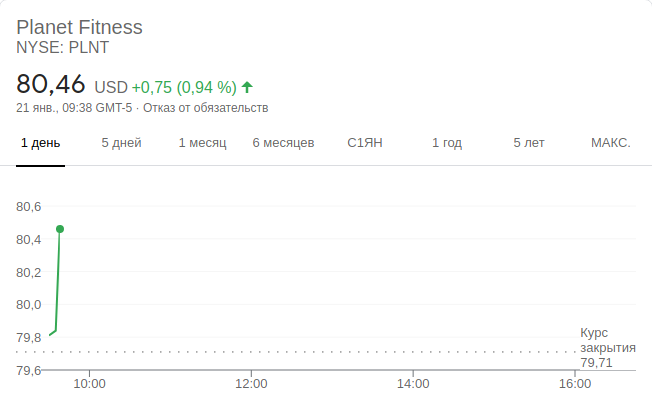 Planet Fitness
NYSE: PLNT
80,46 USD +0,75 (0,94 %)
21 янв., 09:38 GMT-5 · Отказ от обязательств
1 день 5 дней 1 месяц 6 месяцев С1ЯН 1 год 5 лет МАКС.
80,6
80,4
80,2
80,0
79,8
79,6
Курс
закрытия
79,71
10:00 12:00 14:00 16:00